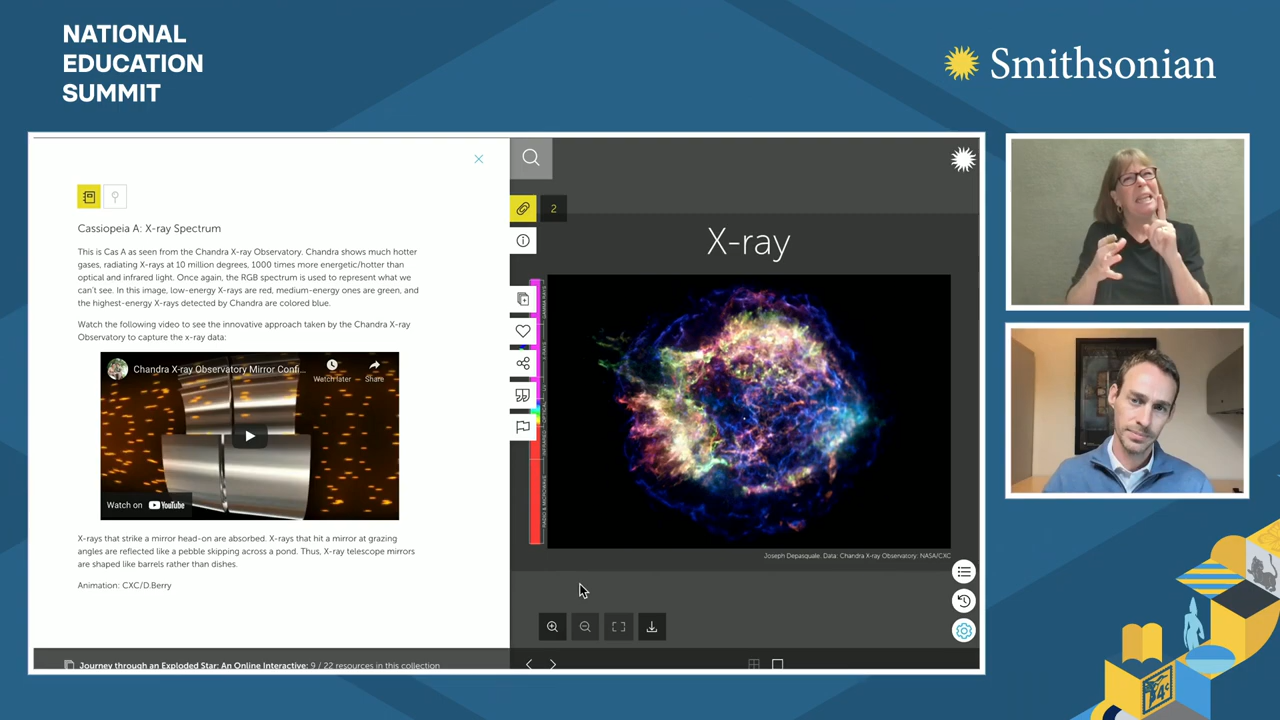 NATIONAL
EDUCATION
SUMMIT
Smithsonian
Cassiopeia A: X-ray Spectrum
This is Cas A as seen from the Chandra X-ray Observatory. Chandra shows much hotter
gases, radiating X-rays at 10 million degrees, 1000 times more energetic/hotter than
optical and infrared light. Once again, the RGB spectrum is used to represent what we
can't see. In this image, low-energy X-rays are red, medium-energy ones are green, and
the highest-energy X-rays detected by Chandra are colored blue.
Watch the following video to see the innovative approach taken by the Chandra X-ray
Observatory to capture the x-ray data:
Chandra X-ray Observatory Mirror Confi...
Watch later
Share
Watch on YouTube
X-rays that strike a mirror head-on are absorbed. X-rays that hit a mirror at grazing
angles are reflected like a pebble skipping across a pond. Thus, X-ray telescope mirrors
are shaped like barrels rather than dishes.
Animation: CXC/D.Berry
Journey through an Exploded Star: An Online Interactive: 9 / 22 resources in this collection
2
X-ray
GAMMA RAYS
X-RAYS
UV
OPTICAL
INFRARED
RADIO & MICROWAVE
Joseph Depasquale. Data: Chandra X-ray Observatory: NASA/CXC